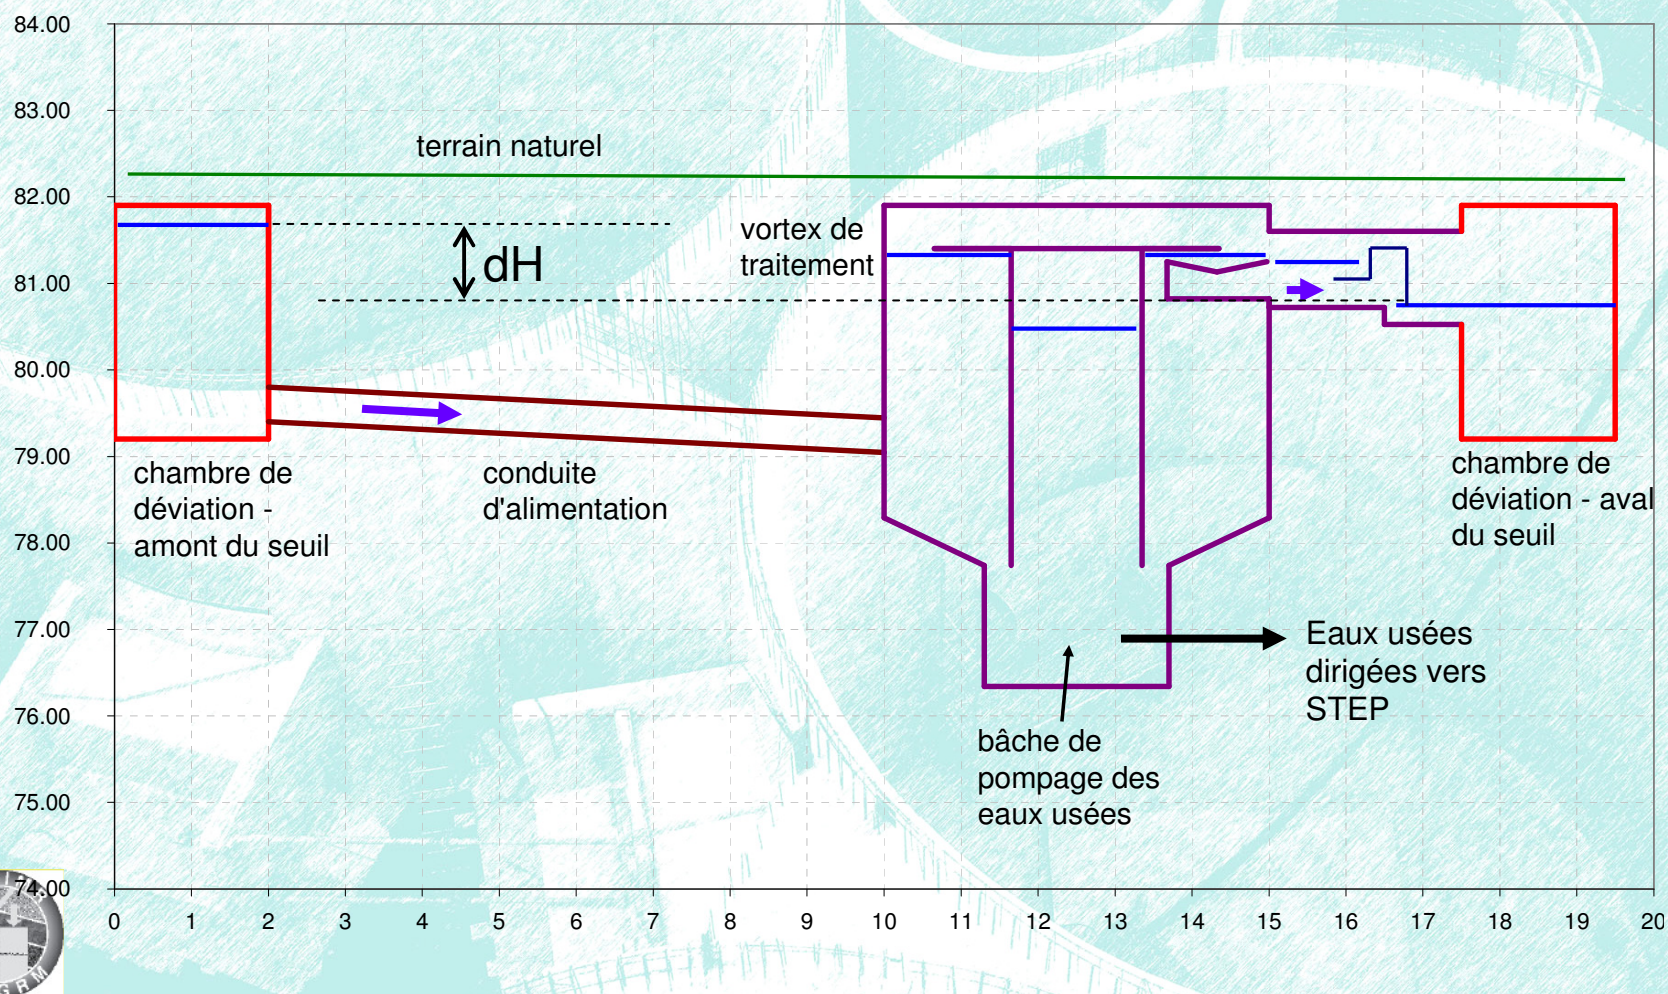 84.00
83.00
82.00
81.00
80.00
79.00
78.00
77.00
76.00
75.00
74.00
terrain naturel
dH
vortex de
traitement
chambre de
déviation -
amont du seuil
conduite
d'alimentation
chambre de
déviation - aval
du seuil
Eaux usées
dirigées vers
STEP
bâche de
pompage des
eaux usées
0 1 2 3 4 5 6 7 8 9 10 11 12 13 14 15 16 17 18 19 20